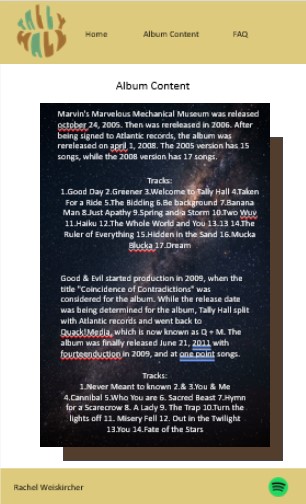 TALLY
HALL
Home
Album Content
FAQ
Album Content
Marvin's Marvelous Mechanical Museum was released
october 24, 2005. Then was rereleased in 2006. After
being signed to Atlantic records, the album was
rereleased on april 1, 2008. The 2005 version has 15
songs, while the 2008 version has 17 songs.
Tracks:
1.Good Day 2.Greener 3.Welcome to Tally Hall 4.Taken
For a Ride 5.The Bidding 6.Be background 7.Banana
Man 8.Just Apathy 9.Spring and a Storm 10.Two Wuv
11.Haiku 12.The Whole World and You 13.13 14.The
Ruler of Everything 15.Hidden in the Sand 16.Mucka
Blucka 17.Dream
Good & Evil started production in 2009, when the
title "Coincidence of Contradictions" was
considered for the album. While the release date
was being determined for the album, Tally Hall split
with Atlantic records and went back to
Quack!Media, which is now known as Q + M. The
album was finally released June 21, 2011 with
fourteenduction in 2009, and at one point songs.
Tracks:
1.Never Meant to known 2.& 3.You & Me
4.Cannibal 5.Who You are 6. Sacred Beast 7.Hymn
for a Scarecrow 8. A Lady 9. The Trap 10.Turn the
lights off 11. Misery Fell 12. Out in the Twilight
13.You 14.Fate of the Stars
Rachel Weiskircher